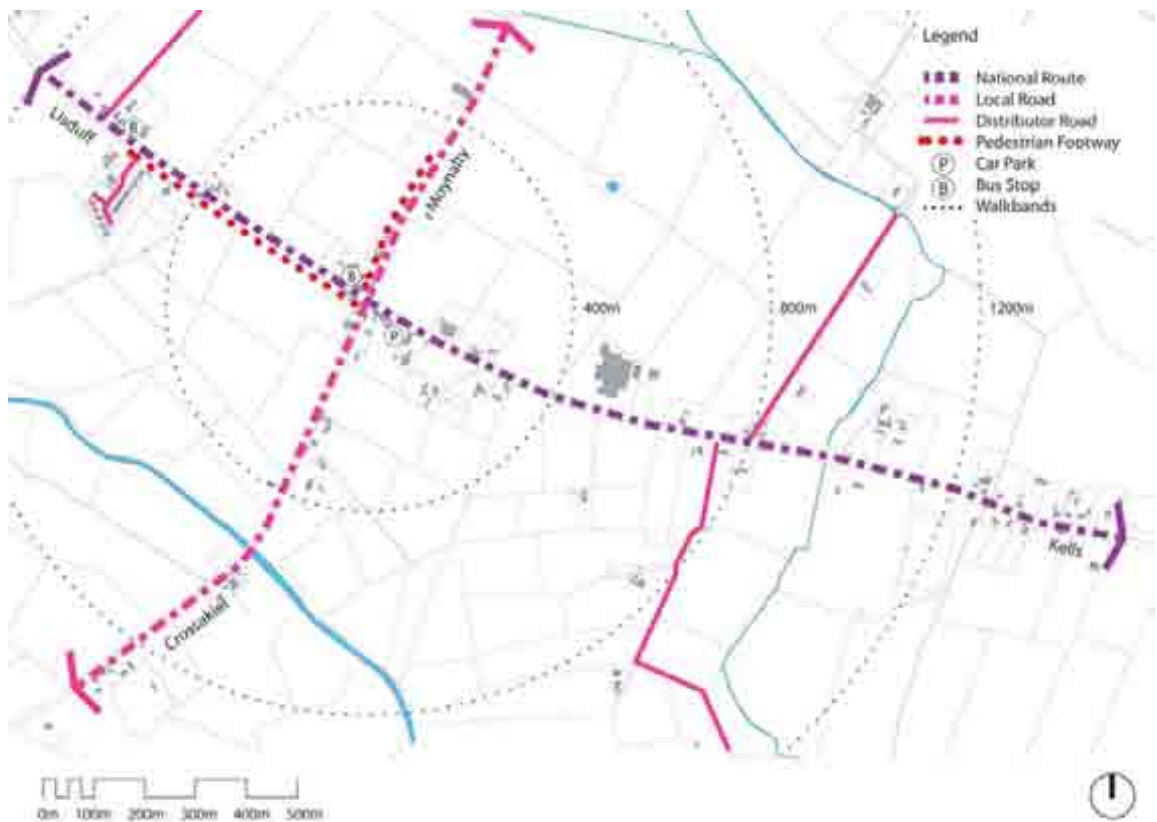 Legend
National Route
Local Road
Distributor Road
Pedestrian Footway
P Car Park
B Bus Stop
Walkbands
Lisduff
B
Moynalty
B
P
400m
800m
1200m
Kells
Crossakiel
0m 100m 200m 300m 400m 500m